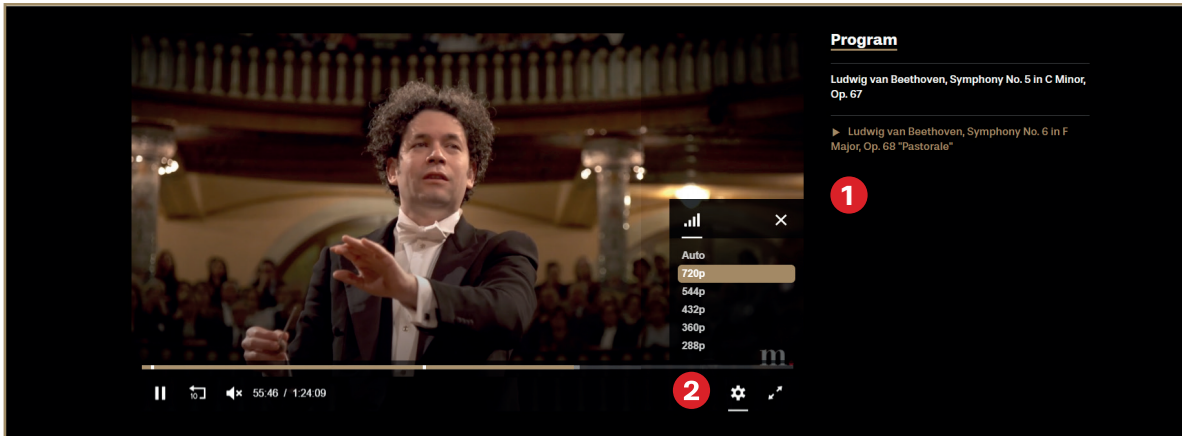 Program
Ludwig van Beethoven, Symphony No. 5 in C Minor,
Op. 67
Ludwig van Beethoven, Symphony No. 6 in F
Major, Op. 68 "Pastorale"
1
Auto
720p
544p
432p
360p
288p
m.
10
55:46 / 1:24:09
2